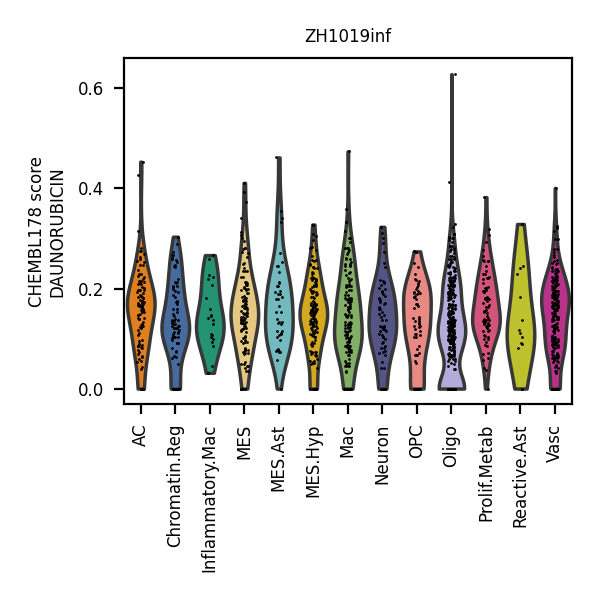 ZH1019inf
CHEMBL178 score
DAUNORUBICIN
0.6
0.4
0.2
0.0
AC
Chromatin.Reg
Inflammatory.Mac
MES
MES.Ast
MES.Hyp
Mac
Neuron
OPC
Oligo
Prolif.Metab
Reactive.Ast
Vasc